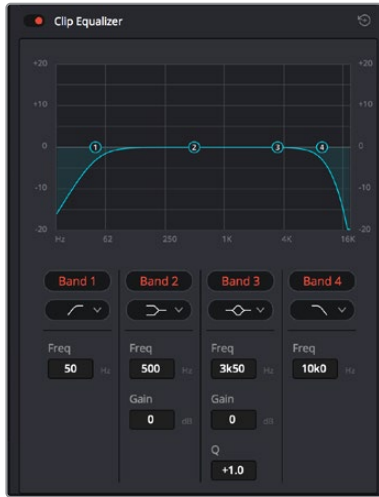 Clip Equalizer
+20 +20
+10 +10
0 0
-10 -10
-20 -20
1 2 3 4
Hz 62 250 1K 4K 16K
Band 1 Band 2 Band 3 Band 4
Freq Freq Freq Freq
50 Hz 500 Hz 3k50 Hz 10k0 Hz
Gain Gain
0 dB 0 dB
Q
+1.0